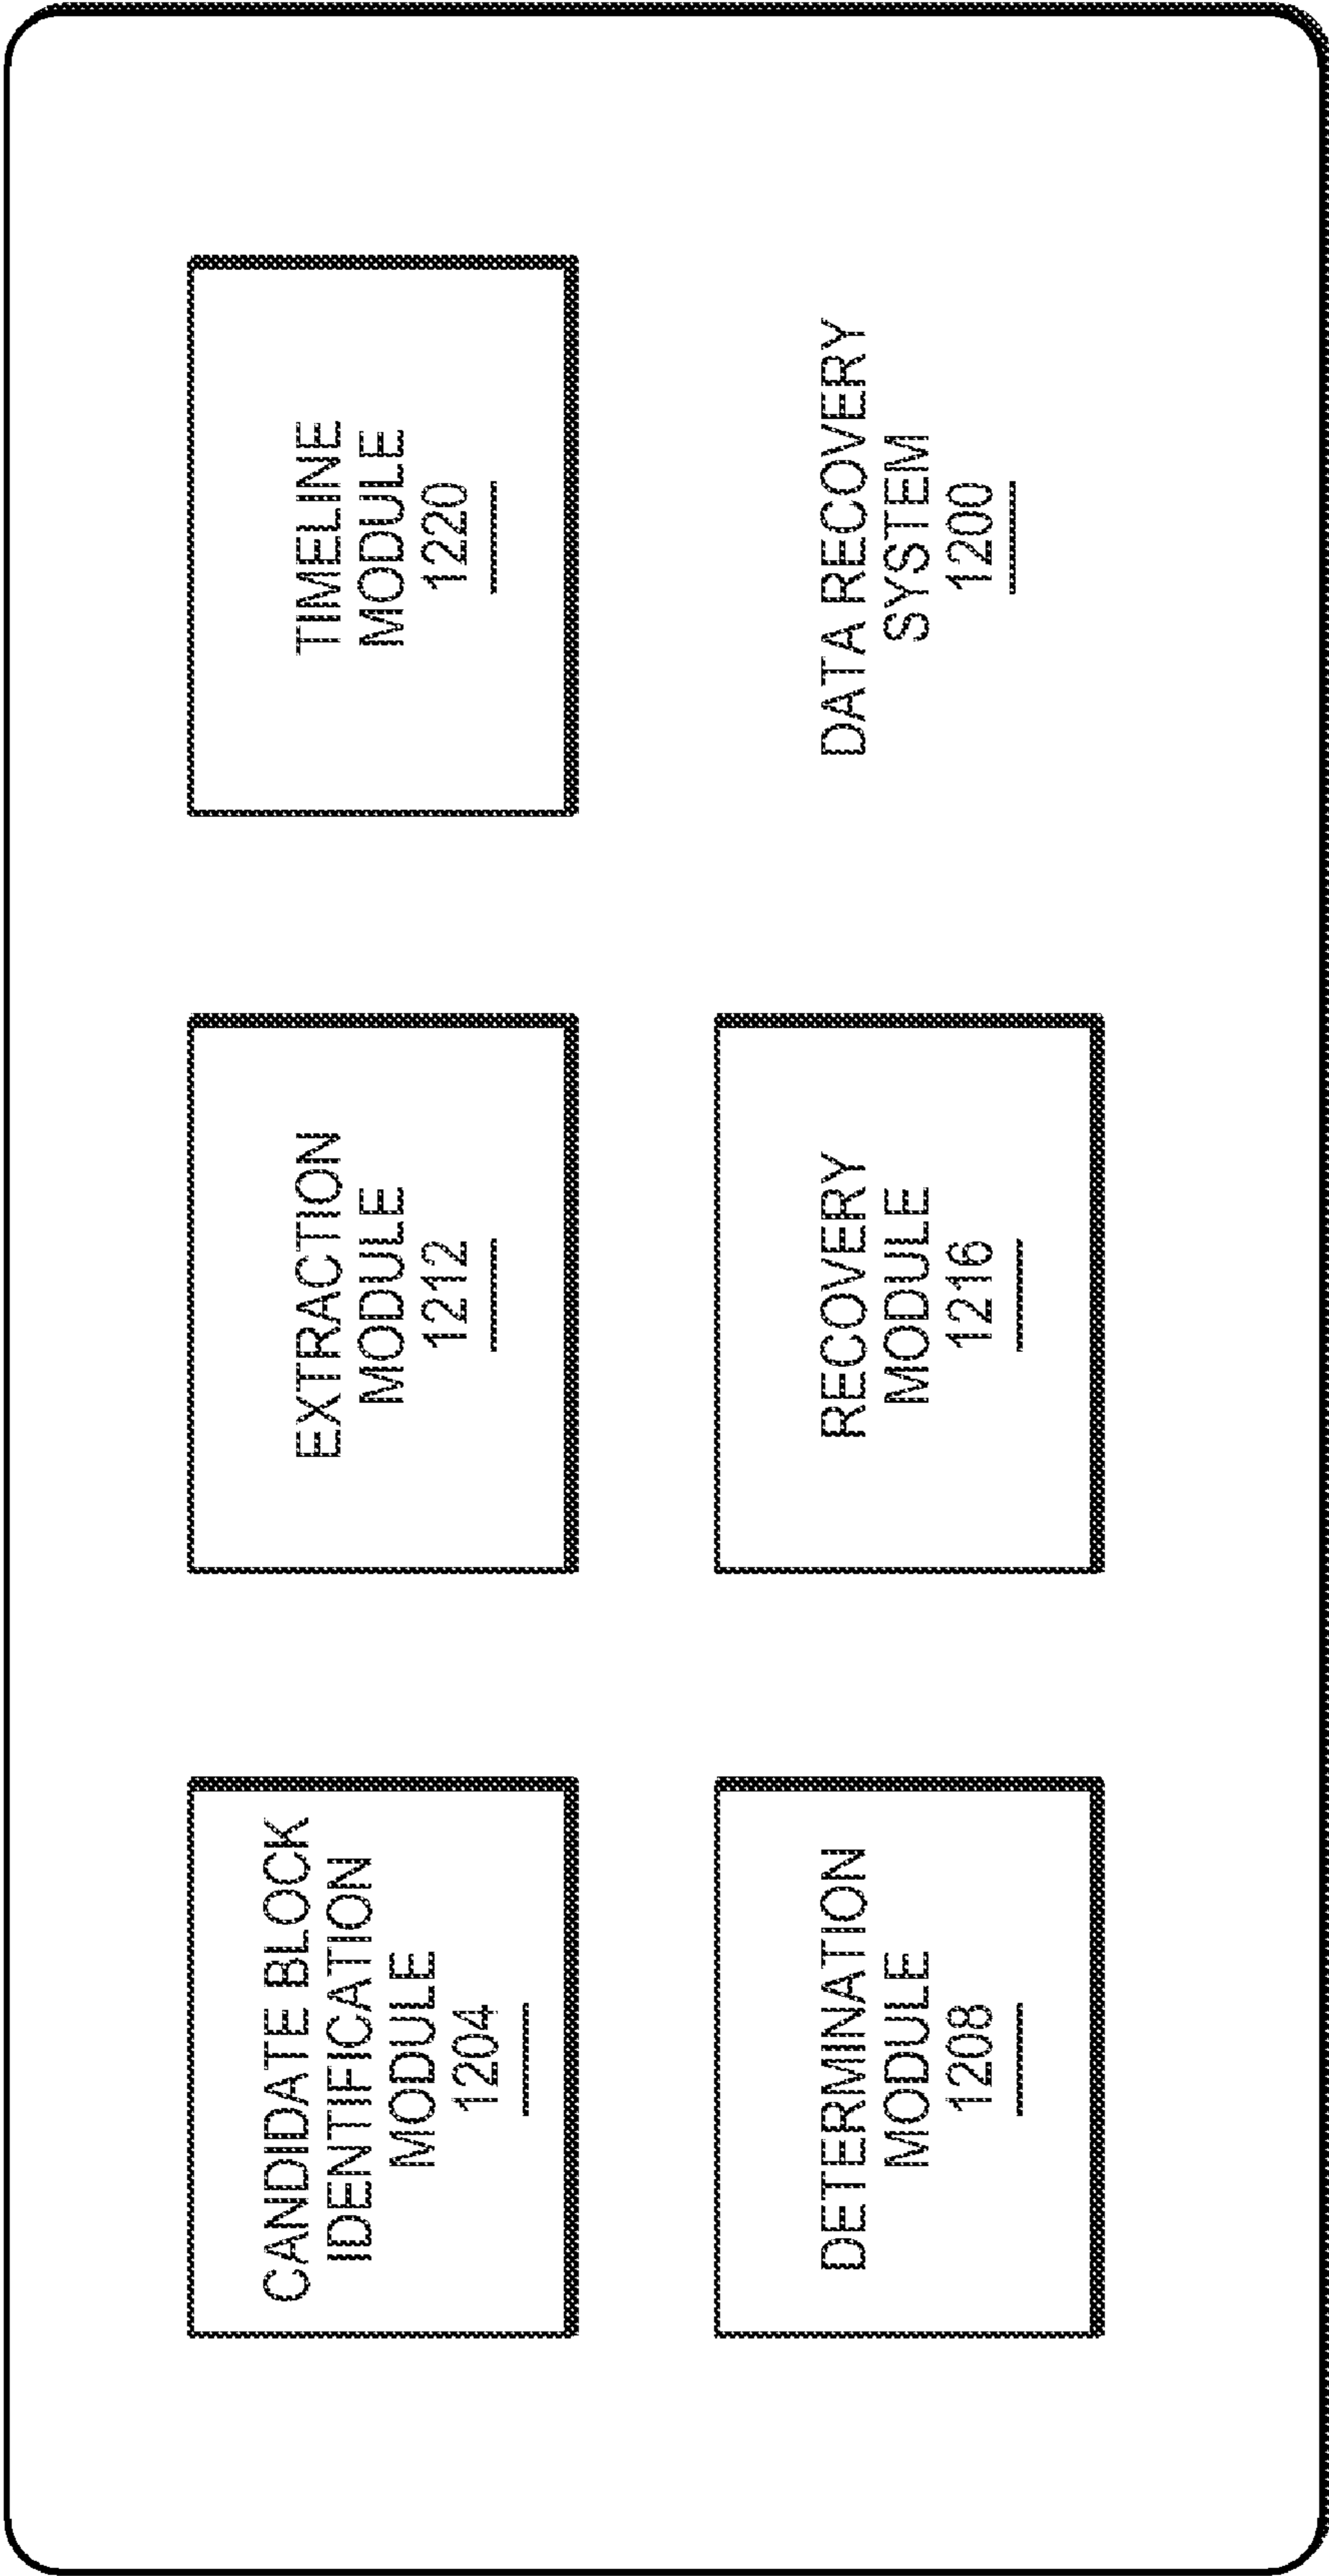 CANDIDATE BLOCK
IDENTIFICATION
MODULE
1204
EXTRACTION
MODULE
1212
TIMELINE
MODULE
1220
DETERMINATION
MODULE
1208
RECOVERY
MODULE
1216
DATA RECOVERY
SYSTEM
1200